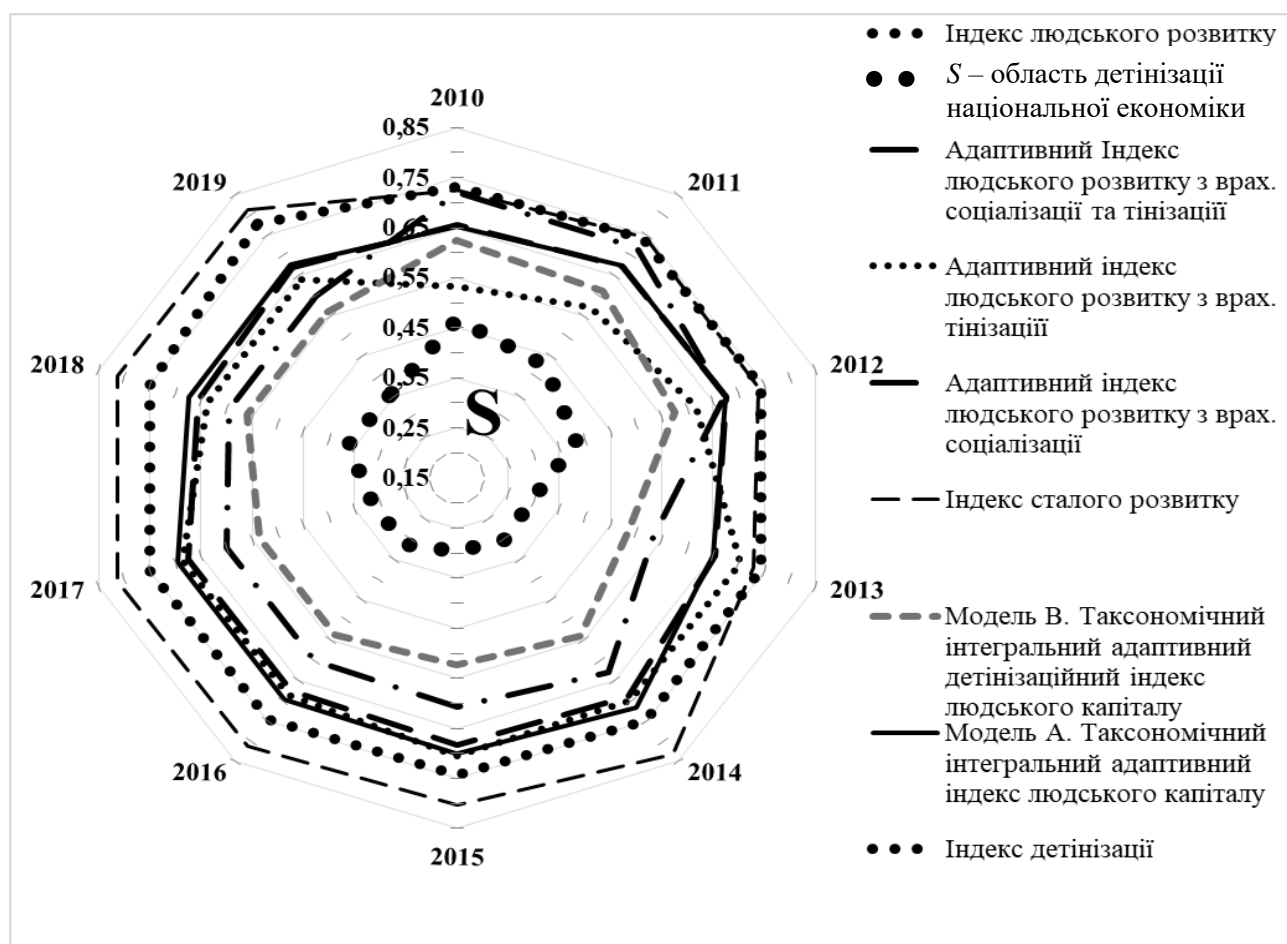 2010
0,85
0,75
0,65
0,55
0,45
0,35
0,25
0,15
S
2011
2012
2013
2014
2015
2016
2017
2018
2019
Індекс людського розвитку
S – область детінізації
національної економіки
Адаптивний Індекс
людського розвитку з врах.
соціалізації та тінізаціїї
Адаптивний індекс
людського розвитку з врах.
тінізаціїї
Адаптивний індекс
людського розвитку з врах.
соціалізації
Індекс сталого розвитку
Модель В. Таксономічний
інтегральний адаптивний
детінізаційний індекс
людського капіталу
Модель А. Таксономічний
інтегральний адаптивний
індекс людського капіталу
Індекс детінізації